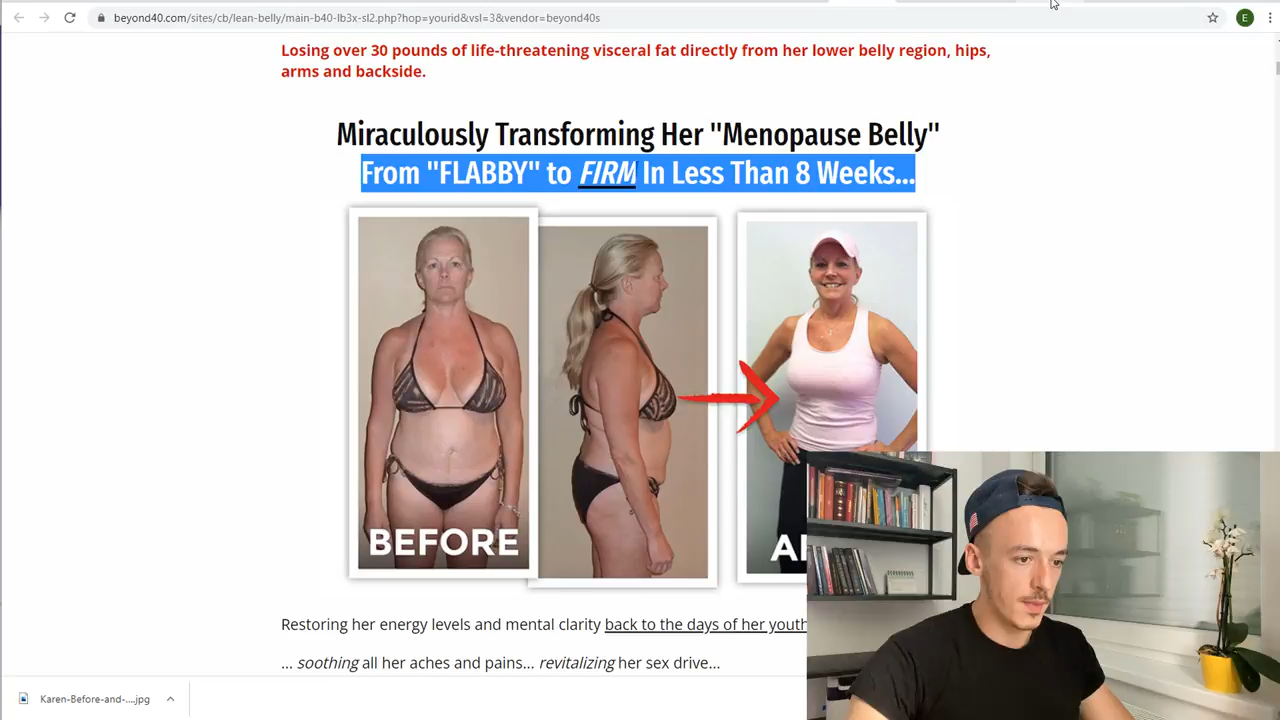 beyond40.com/sites/cb/lean-belly/main-b40-lb3x-sl2.php?hop=yourid&vsl=3&vendor=beyond40s
E
Losing over 30 pounds of life-threatening visceral fat directly from her lower belly region, hips,
arms and backside.
Miraculously Transforming Her "Menopause Belly"
From "FLABBY" to FIRM In Less Than 8 Weeks...
BEFORE
Restoring her energy levels and mental clarity back to the days of her youth
... soothing all her aches and pains... revitalizing her sex drive...
Karen-Before-and-....jpg